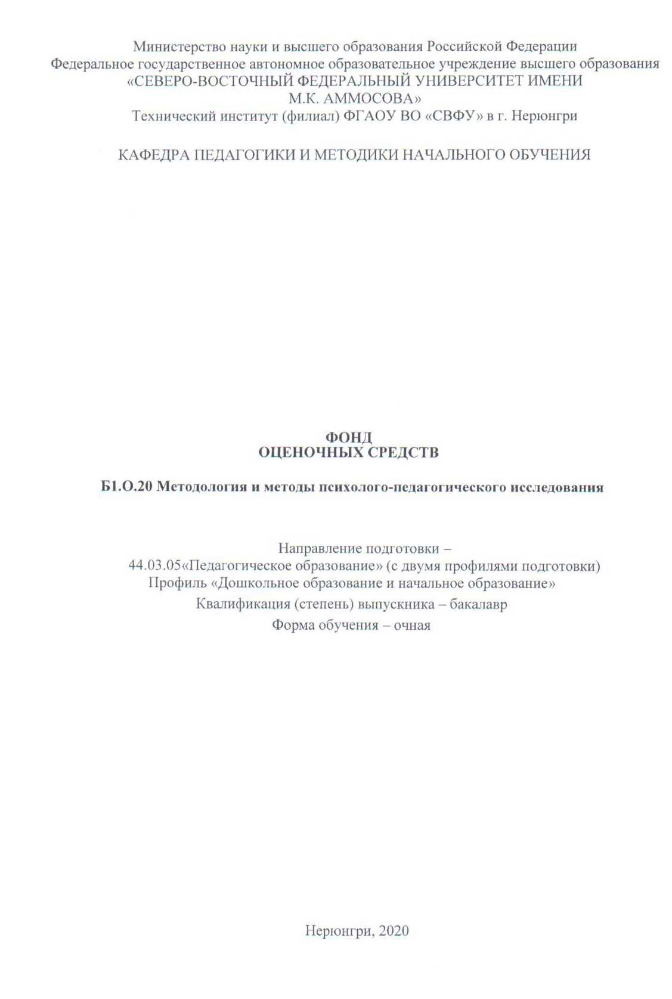 Министерство науки и высшего образования Российской Федерации
Федеральное государственное автономное образовательное учреждение высшего образования
«СЕВЕРО-ВОСТОЧНЫЙ ФЕДЕРАЛЬНЫЙ УНИВЕРСИТЕТ ИМЕНИ
М.К. АММОСОВА»
Технический институт (филиал) ФГАОУ ВО «СВФУ» в г. Нерюнгри
КАФЕДРА ПЕДАГОГИКИ И МЕТОДИКИ НАЧАЛЬНОГО ОБУЧЕНИЯ
ФОНД
ОЦЕНОЧНЫХ СРЕДСТВ
Б1.О.20 Методология и методы психолого-педагогического исследования
Направление подготовки –
44.03.05«Педагогическое образование» (с двумя профилями подготовки)
Профиль «Дошкольное образование и начальное образование»
Квалификация (степень) выпускника – бакалавр
Форма обучения – очная
Нерюнгри, 2020